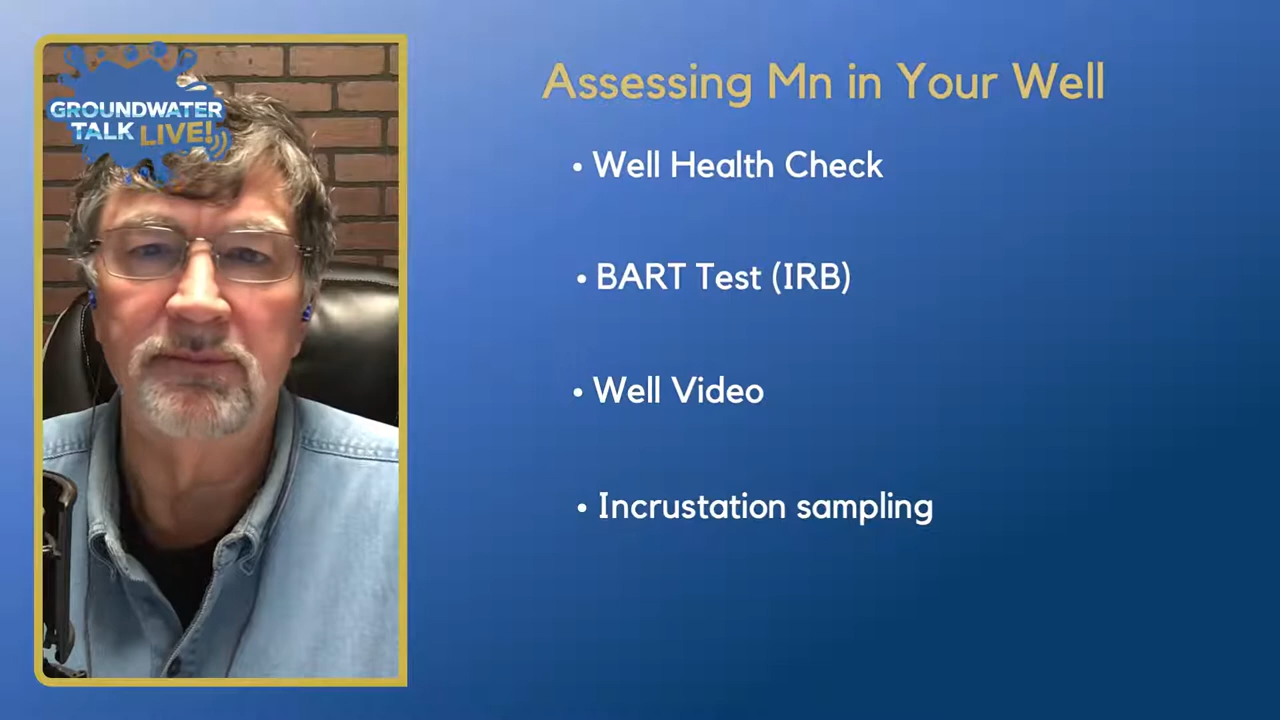 GROUNDWATER
TALK LIVE!
Assessing Mn in Your Well
• Well Health Check
• BART Test (IRB)
• Well Video
• Incrustation sampling